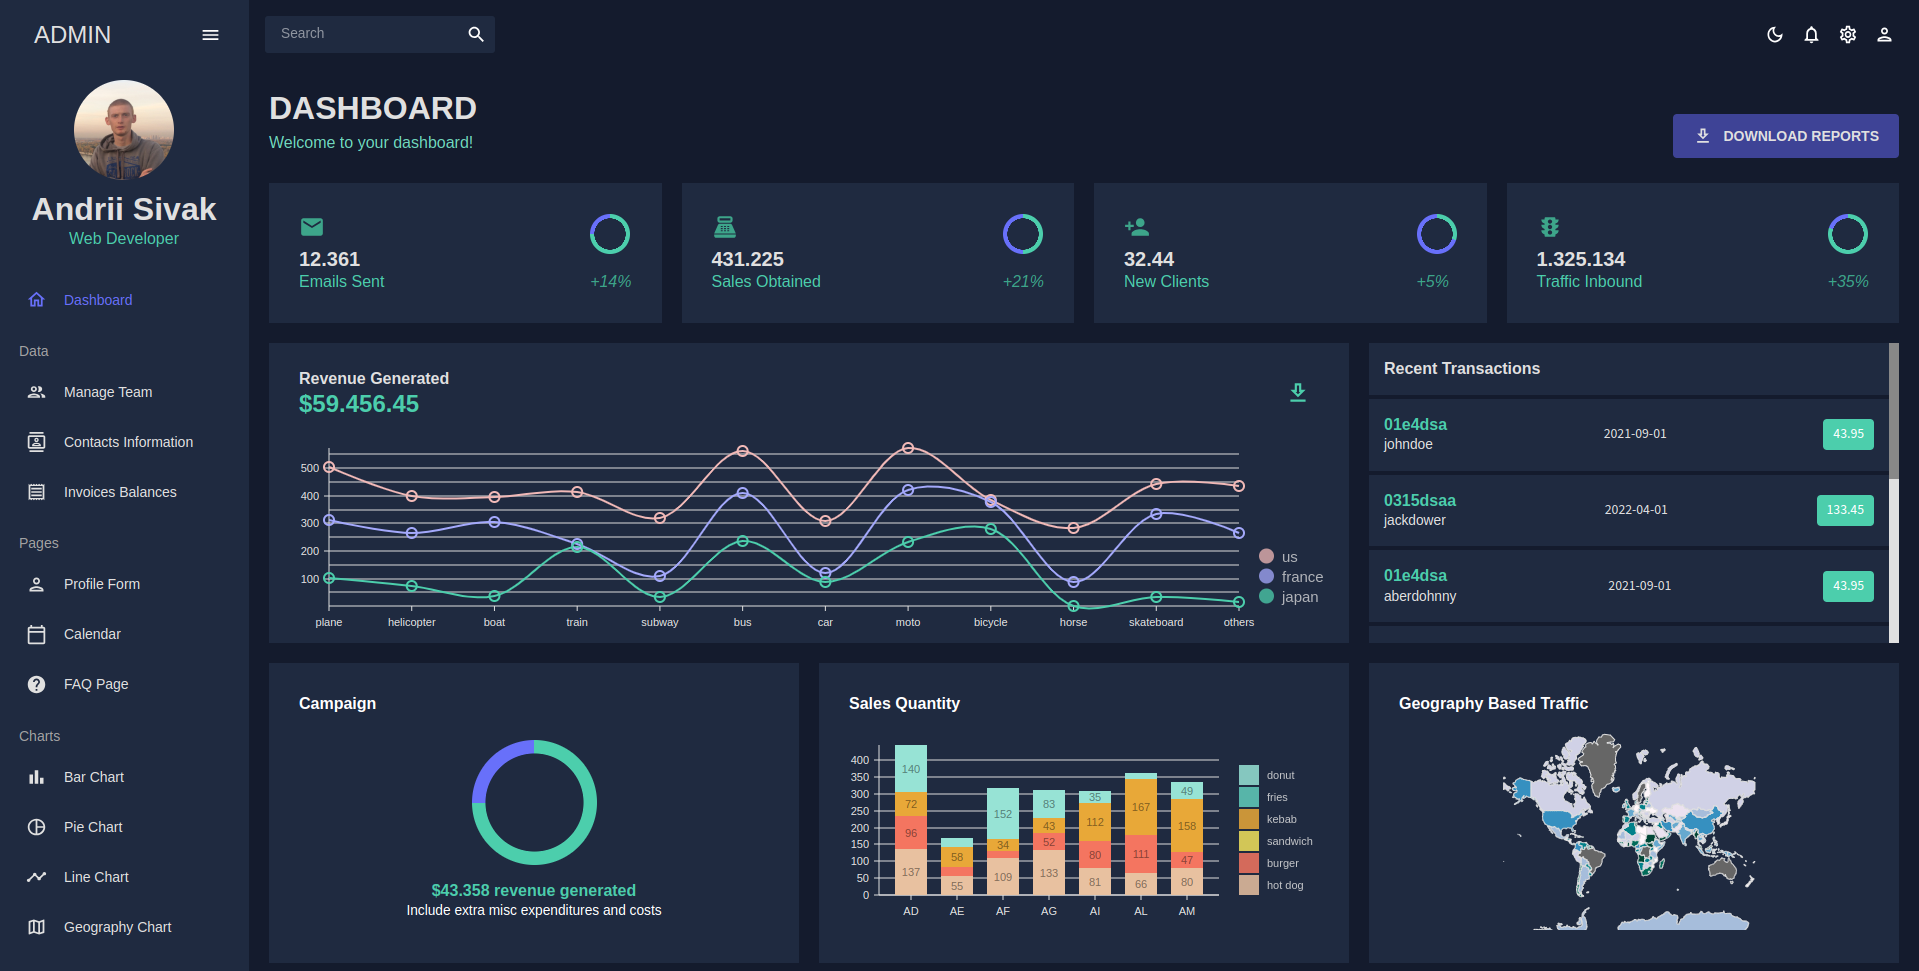 ADMIN
Search
Andrii Sivak
Web Developer
Dashboard
Data
Manage Team
Contacts Information
Invoices Balances
Pages
Profile Form
Calendar
FAQ Page
Charts
Bar Chart
Pie Chart
Line Chart
Geography Chart
DASHBOARD
Welcome to your dashboard!
DOWNLOAD REPORTS
12.361
Emails Sent
+14%
431.225
Sales Obtained
+21%
32.44
New Clients
+5%
1.325.134
Traffic Inbound
+35%
Revenue Generated
$59.456.45
500
400
300
200
100
plane helicopter boat train subway bus car moto bicycle horse skateboard others
us
france
japan
Recent Transactions
01e4dsa
johndoe
2021-09-01
43.95
0315dsaa
jackdower
2022-04-01
133.45
01e4dsa
aberdohnny
2021-09-01
43.95
Campaign
$43.358 revenue generated
Include extra misc expenditures and costs
Sales Quantity
400
350
300
250
200
150
100
50
0
140
72
96
137
58
55
152
34
109
83
43
52
133
35
112
80
81
167
111
66
49
158
47
80
AD AE AF AG AI AL AM
donut
fries
kebab
sandwich
burger
hot dog
Geography Based Traffic